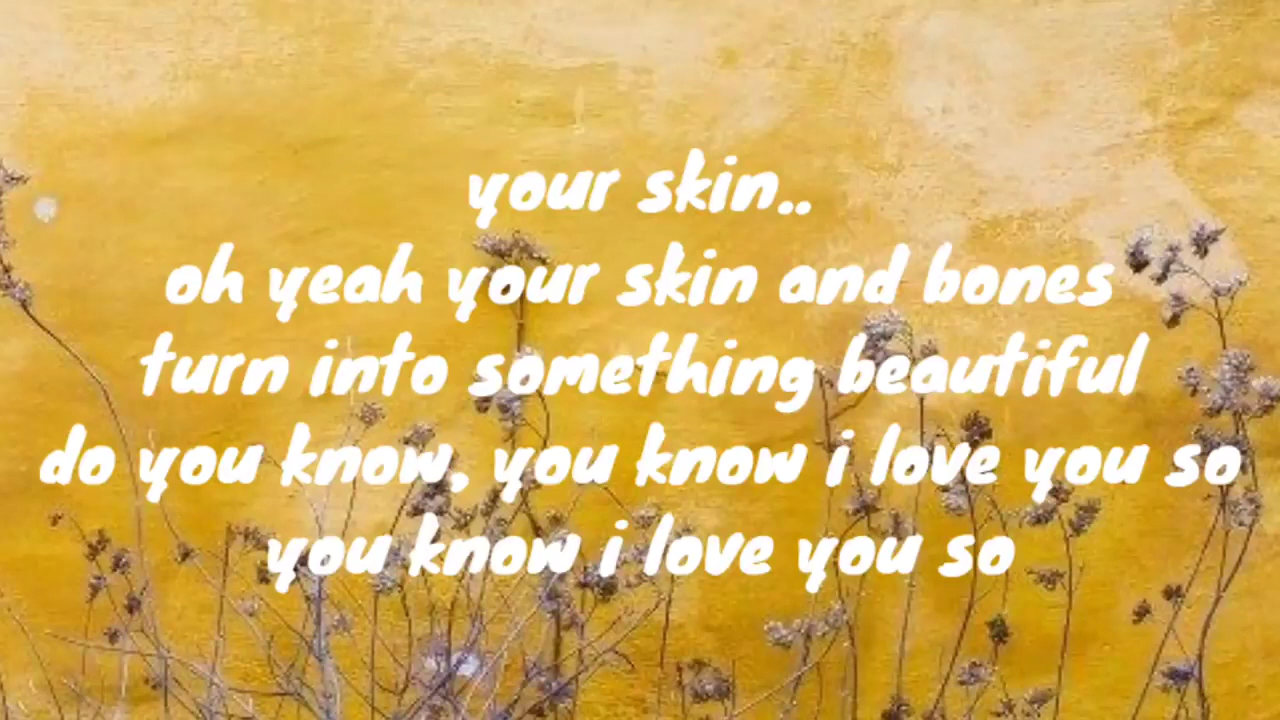 your skin..
oh yeah your skin and bones
turn into something beautiful
do you know, you know i love you so
you know i love you so